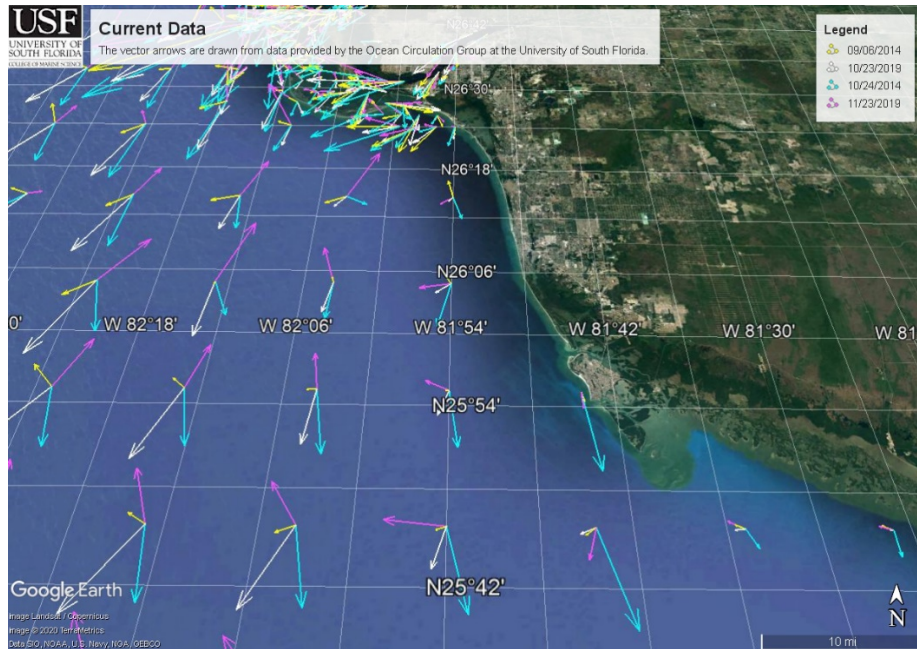 USF
UNIVERSITY OF
SOUTH FLORIDA
COLLEGE OF MARINE SCIENCE
Current Data
The vector arrows are drawn from data provided by the Ocean Circulation Group at the University of South Florida.
Legend
09/06/2014
10/23/2019
10/24/2014
11/23/2019
N26°42'
N26°30'
N26°18'
N26°06'
0'
W 82°18'
W 82°06'
W 81°54'
W 81°42'
W 81°30'
W 81
N25°54'
N25°42'
Google Earth
Image Landsat / Copernicus
Image © 2020 TerraMetrics
Data SIO, NOAA, U.S. Navy, NGA, GEBCO
N
10 mi